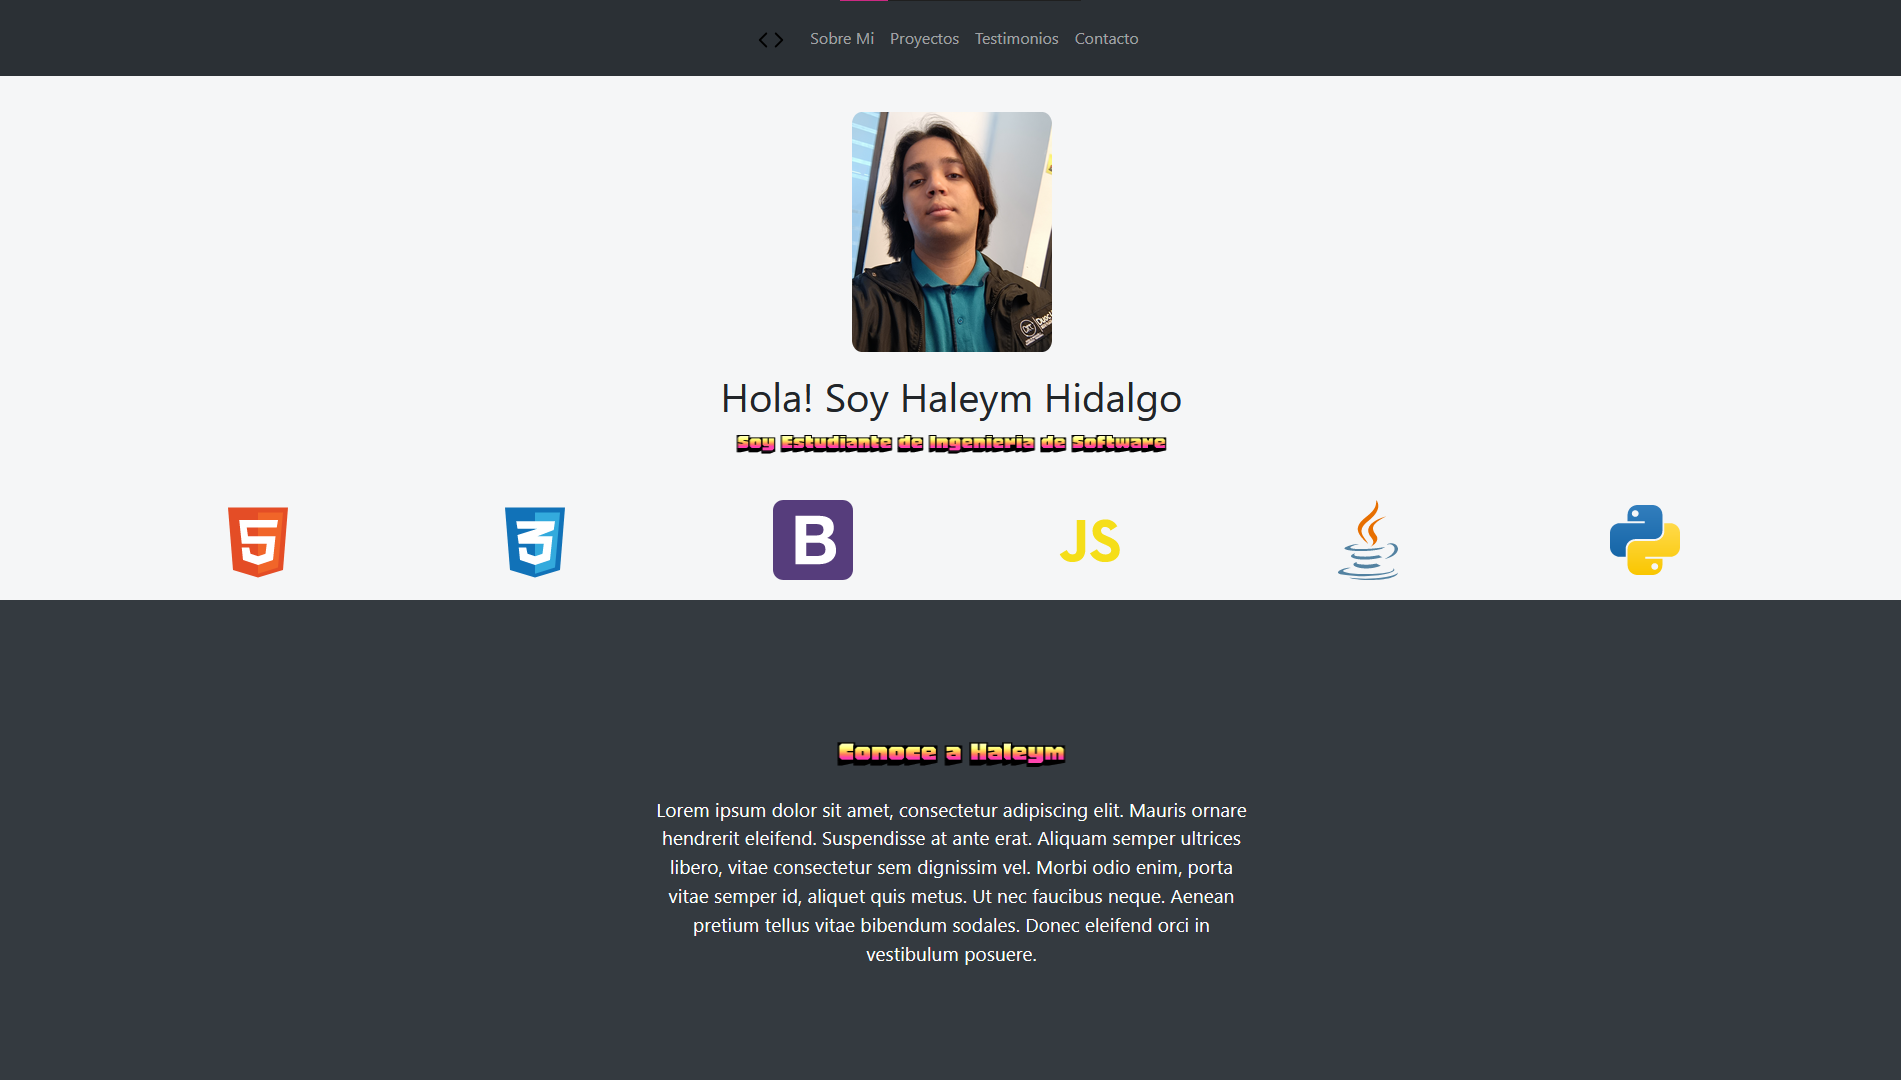 <> Sobre Mi Proyectos Testimonios Contacto
Hola! Soy Haleym Hidalgo
Soy Estudiante de Ingenieria de Software
5 3 B JS
Conoce a Haleym
Lorem ipsum dolor sit amet, consectetur adipiscing elit. Mauris ornare
hendrerit eleifend. Suspendisse at ante erat. Aliquam semper ultrices
libero, vitae consectetur sem dignissim vel. Morbi odio enim, porta
vitae semper id, aliquet quis metus. Ut nec faucibus neque. Aenean
pretium tellus vitae bibendum sodales. Donec eleifend orci in
vestibulum posuere.